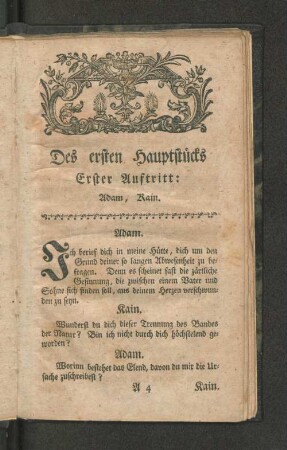 Des ersten Hauptstücks
Erster Auftritt:
Adam, Kain.
Adam.
Ich berief dich in meine Hütte, dich um den
Grund deiner so langen Abwesenheit zu be-
fragen. Denn es scheinet fast die zärtliche
Gesinnung, die zwischen einem Vater und
Sohne sich finden soll, aus deinem Herzen verschwun-
den zu seyn.
Kain.
Wunderst du dich dieser Trennung des Bandes
der Natur? Bin ich nicht durch dich höchstelend ge-
worden?
Adam.
Worinn bestehet das Elend, davon du mir die Ur-
sache zuschreibest?
A 4 Kain.